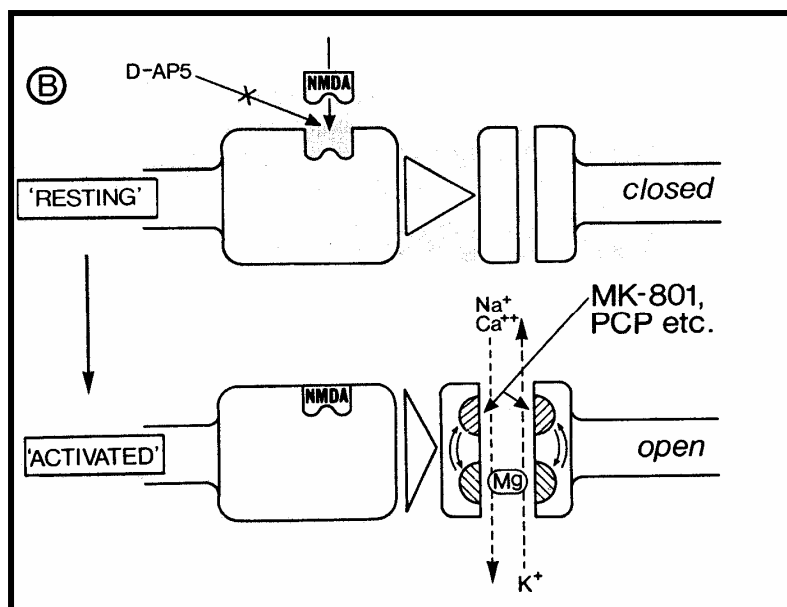 B
D-AP5
NMDA
'RESTING'
closed
Na⁺
Ca⁺⁺
MK-801,
PCP etc.
NMDA
'ACTIVATED'
open
Mg
K⁺